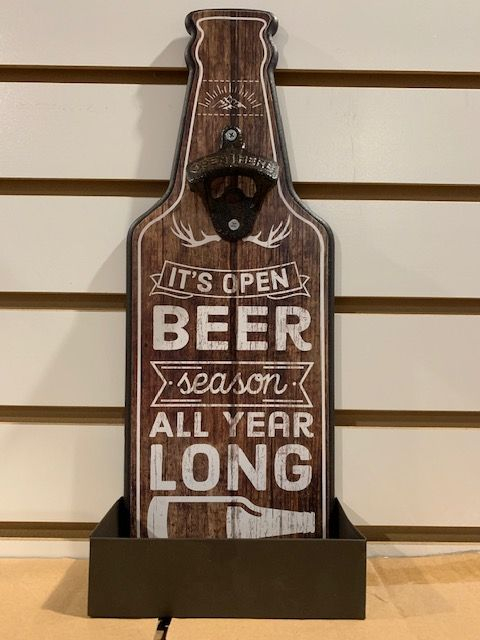 OPEN HERE
IT'S OPEN
BEER
season
ALL YEAR
LONG